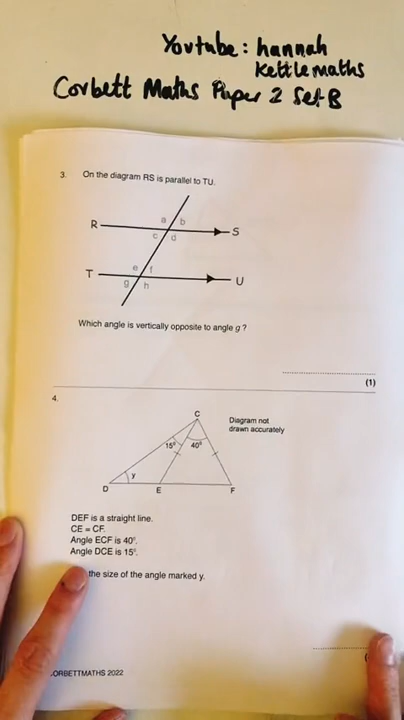 Youtube: hannah
kettlemaths
Corbett Maths Paper 2 Set B
3. On the diagram RS is parallel to TU.
a b
R S
c d
e f
T U
g h
Which angle is vertically opposite to angle g ?
(1)
4.
C
Diagram not
drawn accurately
15° 40°
y
D E F
DEF is a straight line.
CE = CF.
Angle ECF is 40°.
Angle DCE is 15°.
the size of the angle marked y.
CORBETTMATHS 2022